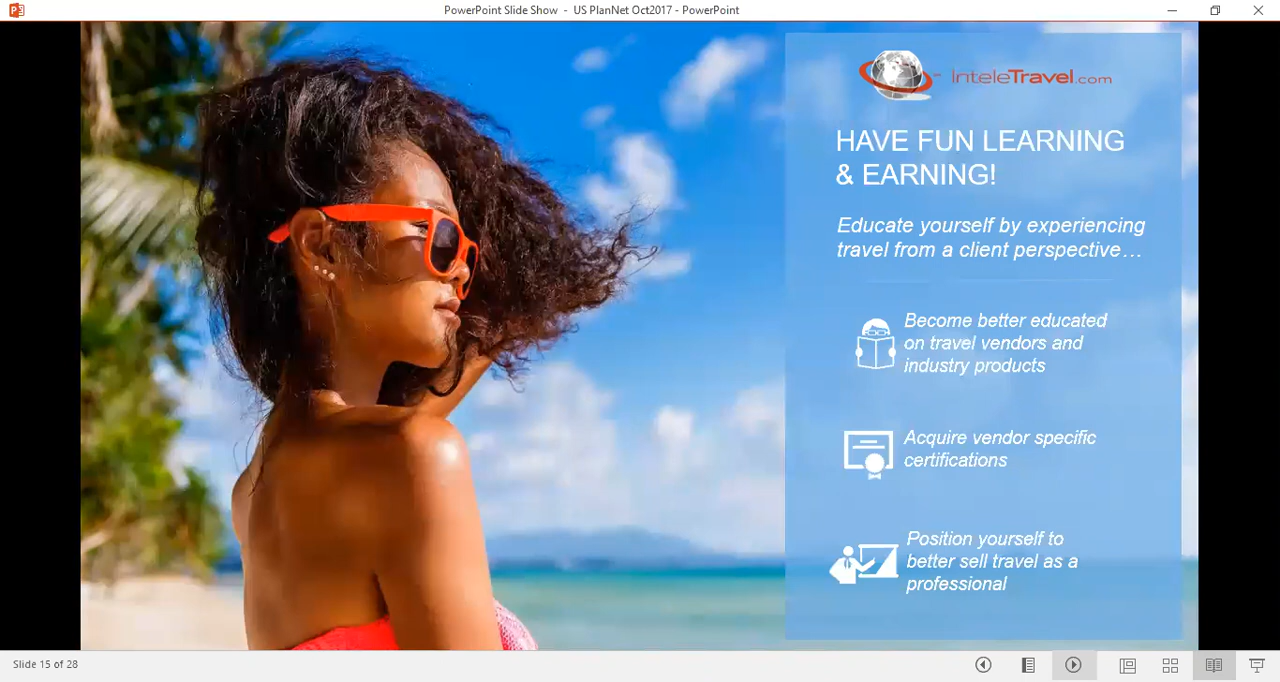 PowerPoint Slide Show - US PlanNet Oct2017 - PowerPoint
InteleTravel.com
HAVE FUN LEARNING
& EARNING!
Educate yourself by experiencing
travel from a client perspective…
Become better educated
on travel vendors and
industry products
Acquire vendor specific
certifications
Position yourself to
better sell travel as a
professional
Slide 15 of 28